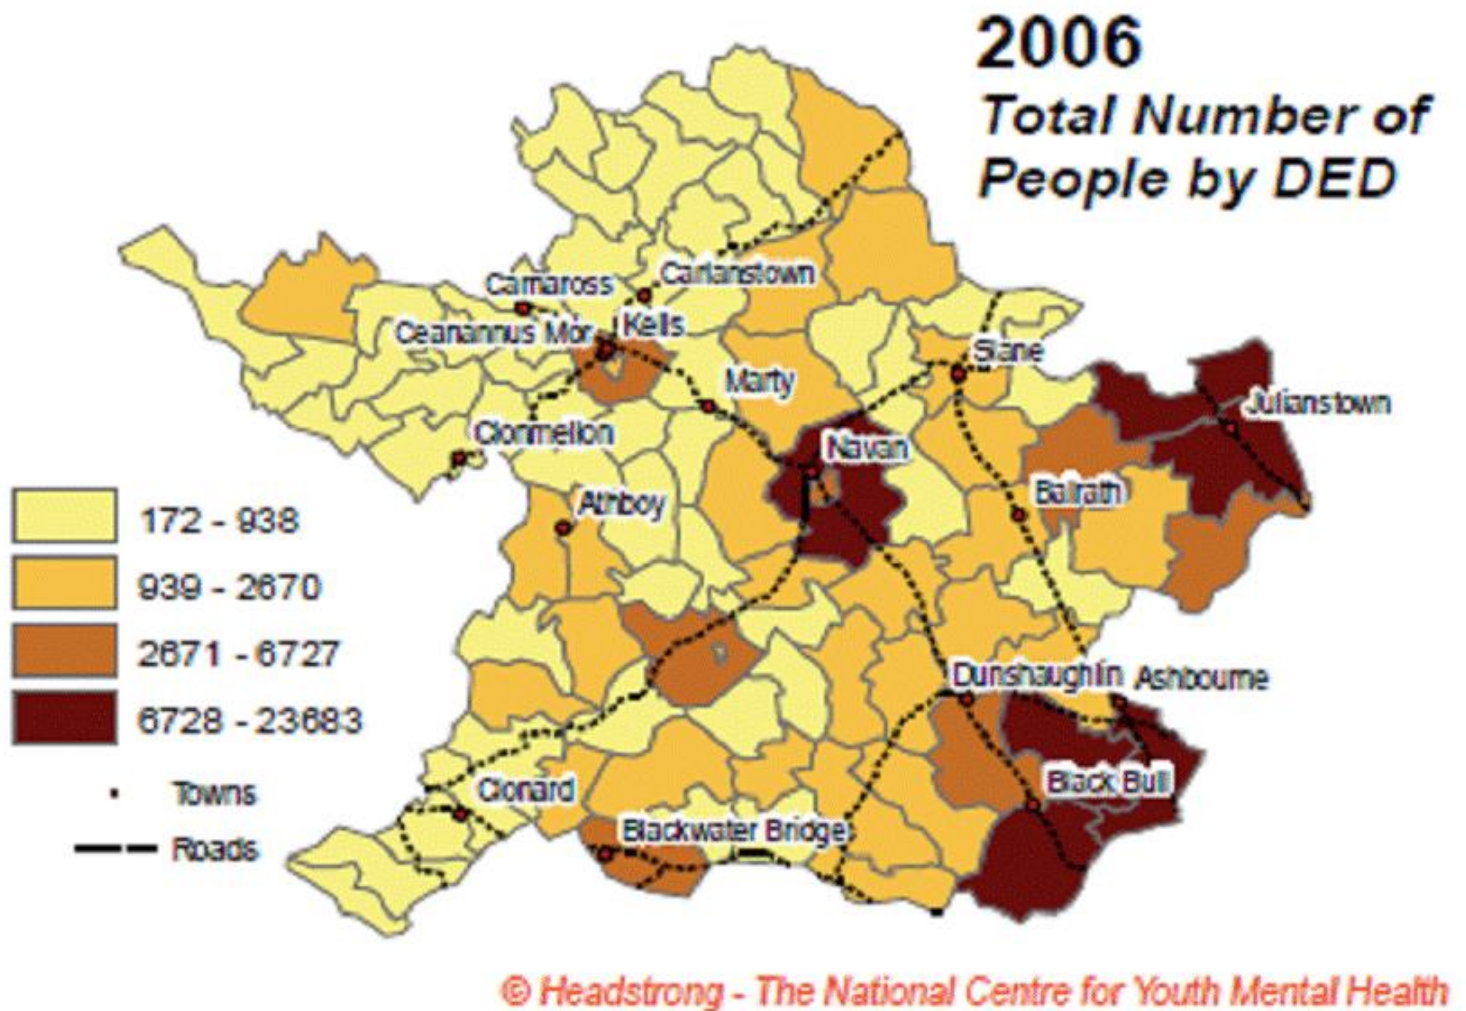 2006
Total Number of
People by DED
Carnaross
Carlanstown
Ceanannus Mór
Kells
Slane
Marty
Julianstown
Clonmellon
Navan
Athboy
Balrath
172 - 938
939 - 2670
2671 - 6727
6728 - 23683
Dunshaughlin
Ashbourne
Black Bull
Clonard
Towns
Blackwater Bridge
Roads
© Headstrong - The National Centre for Youth Mental Health